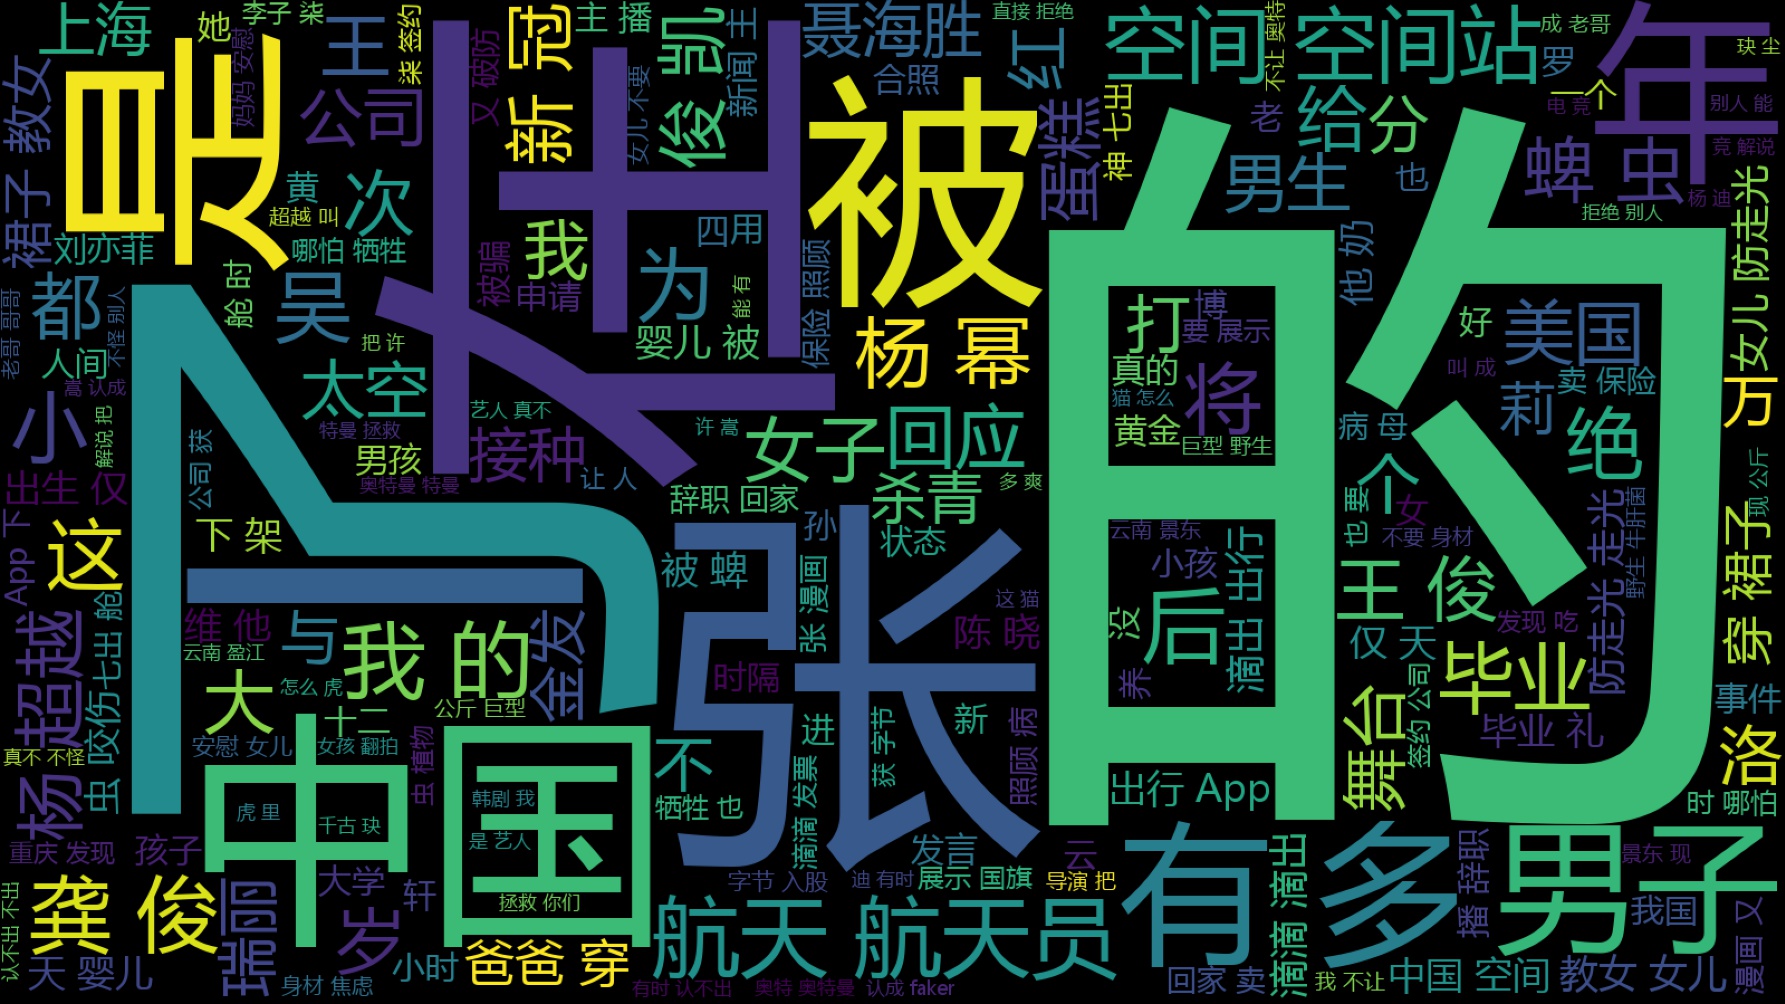 上海
她
李子 柒
王
柒 签约
又 破防
新 冠
主 播
俊 凯
新闻 主
聂海胜
合照
直接 拒绝
红
空间 空间站
不让 奥特
成 老哥
罗
年
玦 尘
教女
裙子
是
妈妈 安慰
公司
女儿 不要
在
被
蛋糕
神 七出
老
给 分
一个
电 竞
别人 能
竞 解说
蜱 虫
杨 迪
拒绝 别人
男生
也
女儿 防走光
刘亦菲
黄
次
超越 叫
哪怕 牺牲
舱 时
被骗
我
申请
四用
为
能 有
保险 照顾
婴儿 被
杨 幂
他 奶
的
老哥 哥哥
都
不怪 别人
人间
嵩 认成
吴
把 许
太空
特曼 拯救
艺人 真不
打
博
要 展示
真的
猫 怎么
将
黄金
巨型 野生
好
美国
叫 成
莉
卖 保险
万
小
解说 把
公司 获
男孩
奥特曼 特曼
接种
让 人
许 嵩
女子
回应
病 母
绝
出生 仅
辞职 回家
杀青
多 爽
个
也 要
女
不要 身材
走光
防走光
野生 牛肝菌
现 公斤
穿 裙子
App 下
这
下 架
人
一
被 蜱
孙
状态
张
张 漫画
这 猫
陈 晓
云南 景东
小孩
没
后
滴出 出行
王 俊
发现 吃
仅 天
超越
虫 咬伤
七出 舱
维 他
云南 盈江
与
我 的
金发
大
怎么 虎
公斤 巨型
时隔
养
毕业
舞台
签约 公司
毕业 礼
事件
真不 不怪
杨
十二
安慰 女儿
女孩 翻拍
虫 植物
不
进
获 字节
新
照顾 病
出行 App
洛
时 哪怕
中国
虎 里
千古 玦
韩剧 我
是 艺人
牺牲 也
滴滴 发票
发言
云
重庆 发现
孩子
大学
轩
拯救 你们
字节 入股
迪 有时
展示 国旗
导演 把
有
滴滴 滴出
多
播 辞职
男子
景东 现
我国
漫画 又
认不出 不出
龚 俊
瑞丽
岁
天 婴儿
身材 焦虑
小时
爸爸 穿
航天 航天员
有时 认不出
奥特 奥特曼
认成 faker
回家 卖
我 不让
中国 空间
教女 女儿